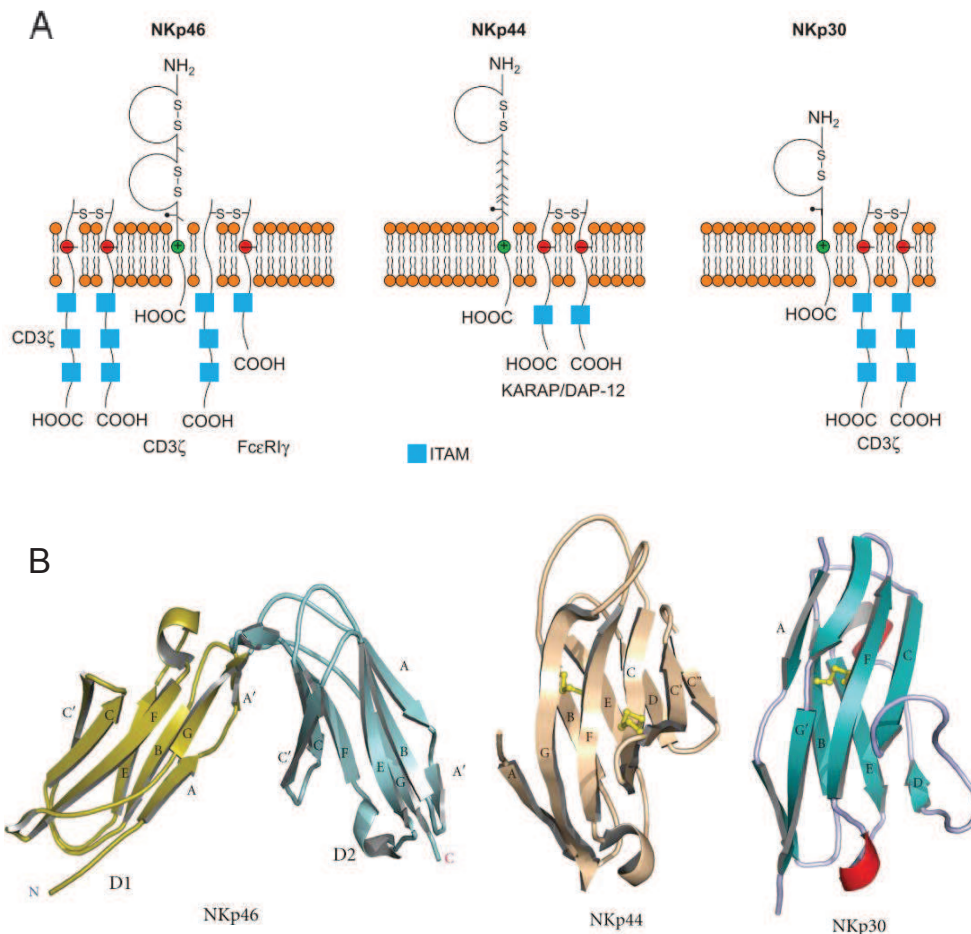 A
NKp46
NKp44
NKp30
NH2
S
S
S
S
S-S
HOOC
CD3ζ
COOH
HOOC
COOH
COOH
CD3ζ
FcεRIγ
NH2
S
S
S-S
HOOC
HOOC
COOH
KARAP/DAP-12
NH2
S
S
S-S
HOOC
HOOC
COOH
CD3ζ
ITAM
B
C'
C
F
E
B
G
A'
A
N
D1
C'
C
F
E
G
B
A
A'
D2
C
NKp46
A
G
B
F
E
C
D
C'
C''
NKp44
A
G'
B
F
E
C
D
NKp30